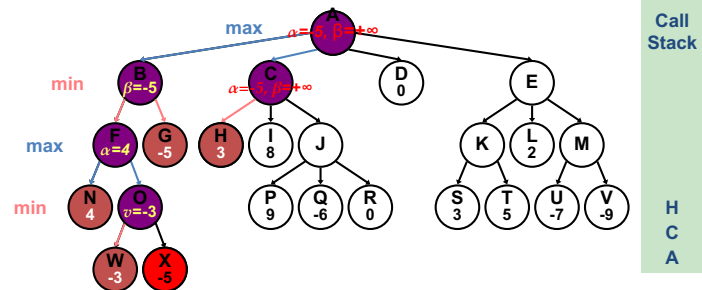 A
max
α=-5, β=+∞
Call
Stack
B
C
D
E
min
β=-5
α=-5, β=+∞
0
F
G
H
I
J
K
L
M
max
α=4
-5
3
8
2
N
O
P
Q
R
S
T
U
V
min
4
v=-3
9
-6
0
3
5
-7
-9
H
C
A
W
X
-3
-5